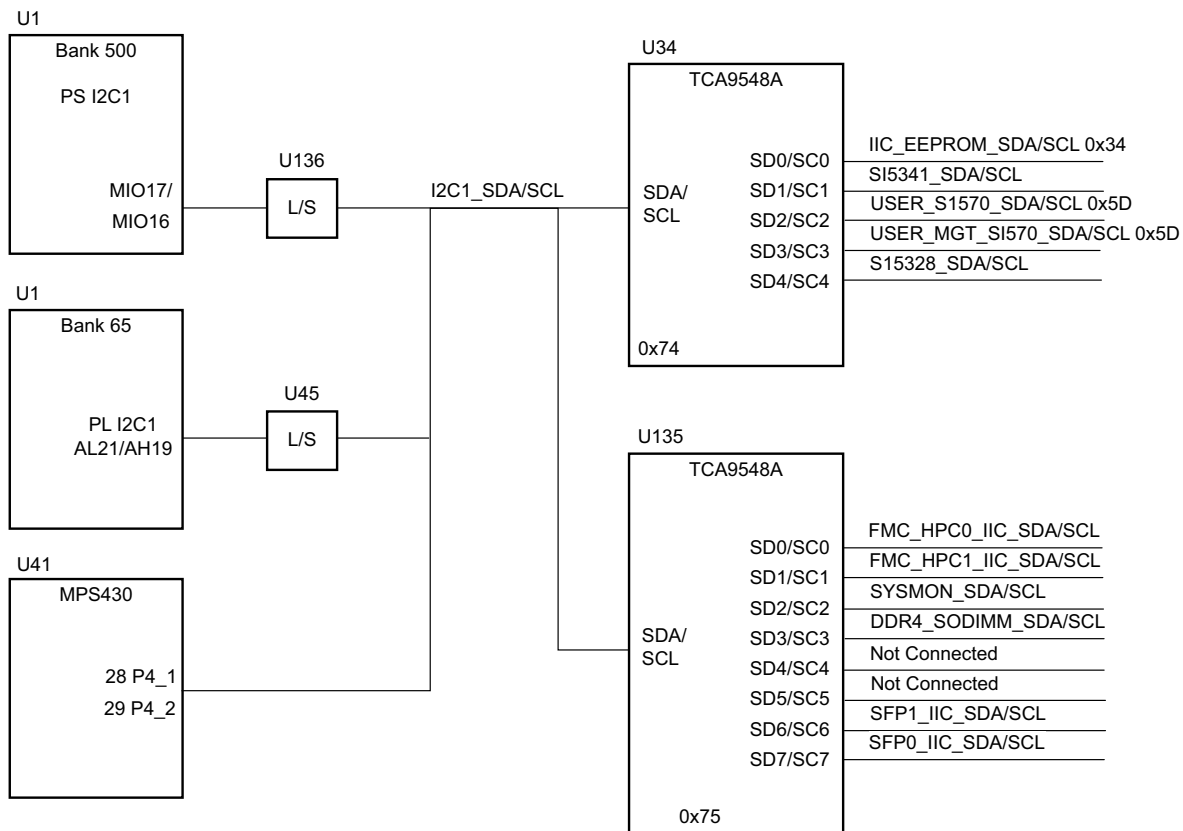 U1
Bank 500
PS I2C1
MIO17/
MIO16
U136
L/S
I2C1_SDA/SCL
U1
Bank 65
PL I2C1
AL21/AH19
U45
L/S
U41
MPS430
28 P4_1
29 P4_2
U34
TCA9548A
SDA/
SCL
SD0/SC0
IIC_EEPROM_SDA/SCL 0x34
SD1/SC1
SI5341_SDA/SCL
SD2/SC2
USER_S1570_SDA/SCL 0x5D
SD3/SC3
USER_MGT_SI570_SDA/SCL 0x5D
SD4/SC4
S15328_SDA/SCL
0x74
U135
TCA9548A
SDA/
SCL
SD0/SC0
FMC_HPC0_IIC_SDA/SCL
SD1/SC1
FMC_HPC1_IIC_SDA/SCL
SD2/SC2
SYSMON_SDA/SCL
SD3/SC3
DDR4_SODIMM_SDA/SCL
SD4/SC4
Not Connected
SD5/SC5
Not Connected
SD6/SC6
SFP1_IIC_SDA/SCL
SD7/SC7
SFP0_IIC_SDA/SCL
0x75